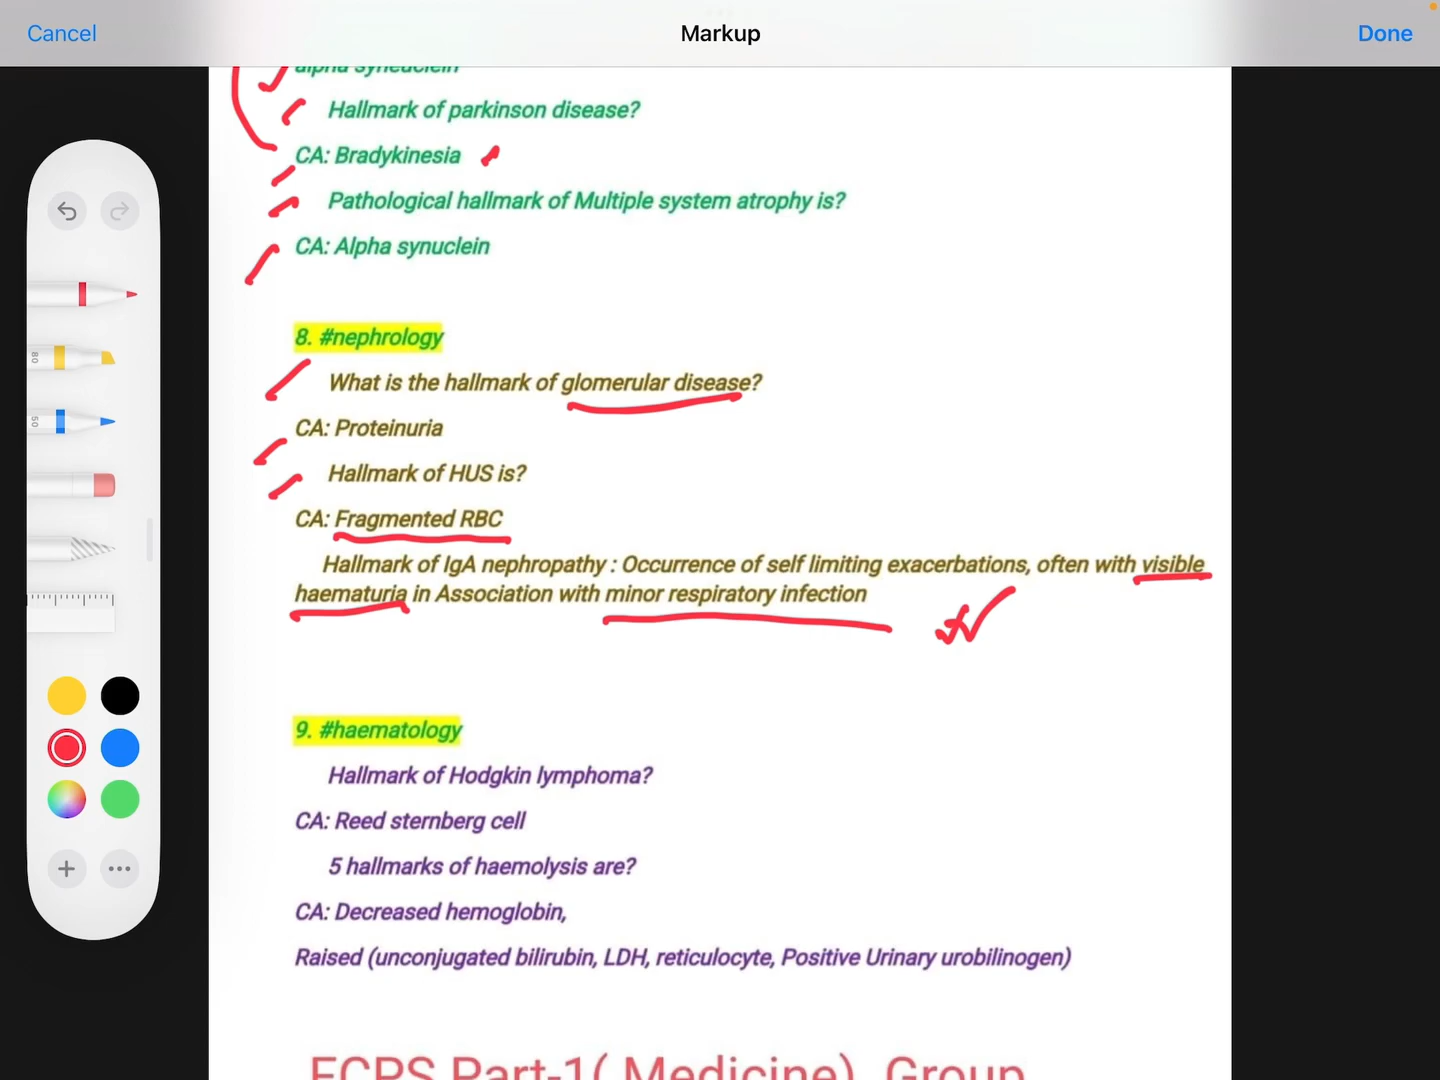 Cancel
Markup
Done
alpha syneuclein
Hallmark of parkinson disease?
CA: Bradykinesia
Pathological hallmark of Multiple system atrophy is?
CA: Alpha synuclein
8. #nephrology
What is the hallmark of glomerular disease?
CA: Proteinuria
Hallmark of HUS is?
CA: Fragmented RBC
Hallmark of IgA nephropathy : Occurrence of self limiting exacerbations, often with visible
haematuria in Association with minor respiratory infection
9. #haematology
Hallmark of Hodgkin lymphoma?
CA: Reed sternberg cell
5 hallmarks of haemolysis are?
CA: Decreased hemoglobin,
Raised (unconjugated bilirubin, LDH, reticulocyte, Positive Urinary urobilinogen)
FCPS Part-1( Medicine) Group
80
50